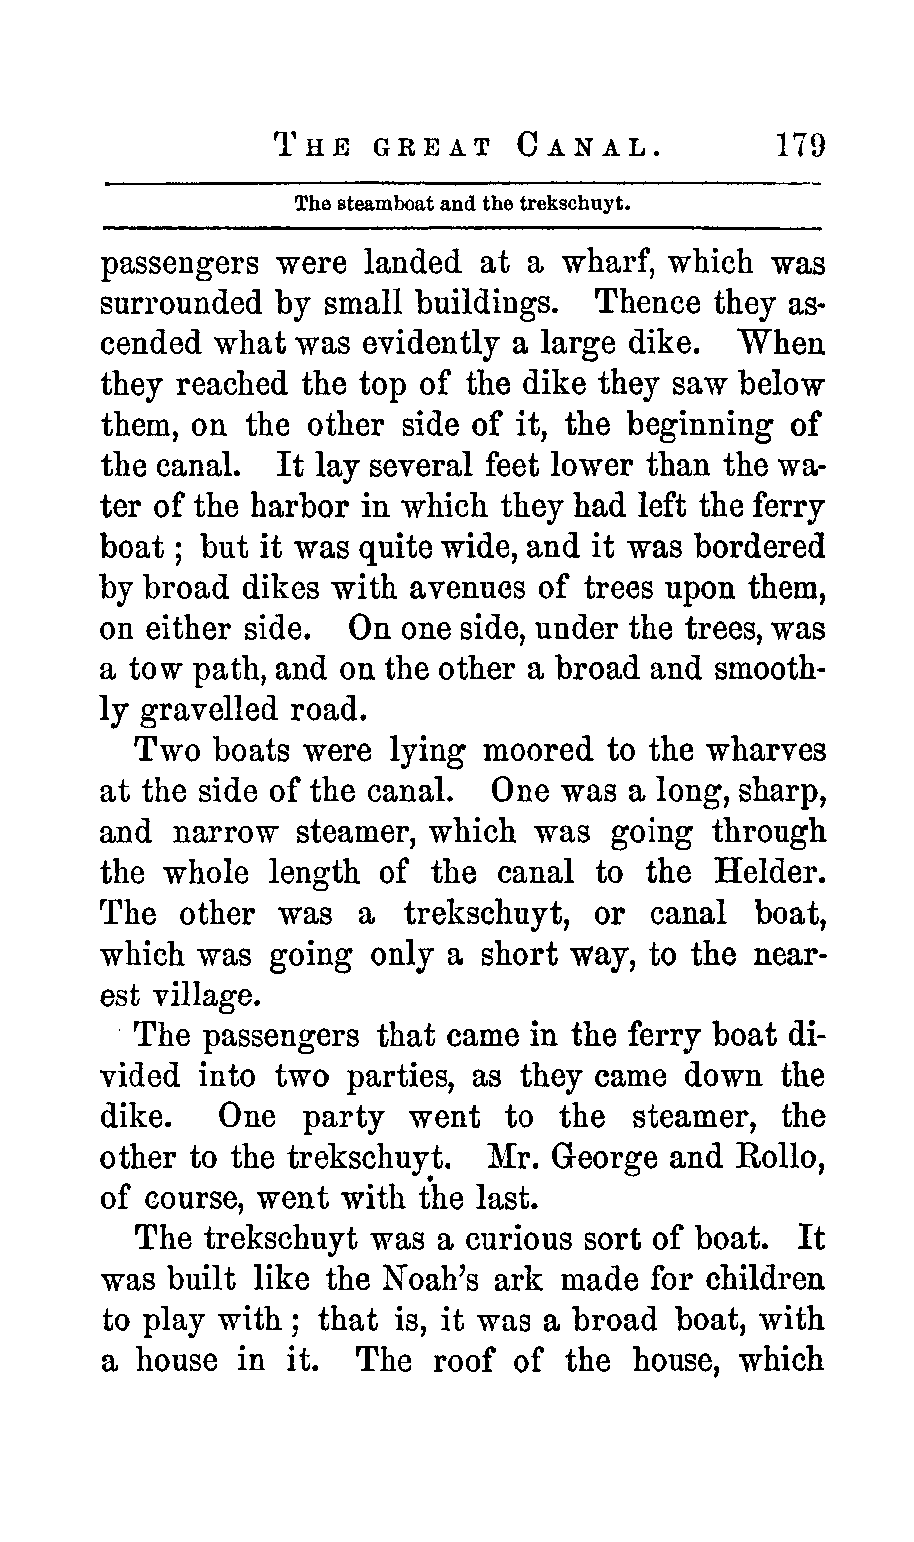 THE GREAT CANAL. 179
The steamboat and the trekschuyt.
passengers were landed at a wharf, which was
surrounded by small buildings. Thence they as-
cended what was evidently a large dike. When
they reached the top of the dike they saw below
them, on the other side of it, the beginning of
the canal. It lay several feet lower than the wa-
ter of the harbor in which they had left the ferry
boat ; but it was quite wide, and it was bordered
by broad dikes with avenues of trees upon them,
on either side. On one side, under the trees, was
a tow path, and on the other a broad and smooth-
ly gravelled road.
Two boats were lying moored to the wharves
at the side of the canal. One was a long, sharp,
and narrow steamer, which was going through
the whole length of the canal to the Helder.
The other was a trekschuyt, or canal boat,
which was going only a short way, to the near-
est village.
The passengers that came in the ferry boat di-
vided into two parties, as they came down the
dike. One party went to the steamer, the
other to the trekschuyt. Mr. George and Rollo,
of course, went with the last.
The trekschuyt was a curious sort of boat. It
was built like the Noah's ark made for children
to play with ; that is, it was a broad boat, with
a house in it. The roof of the house, which